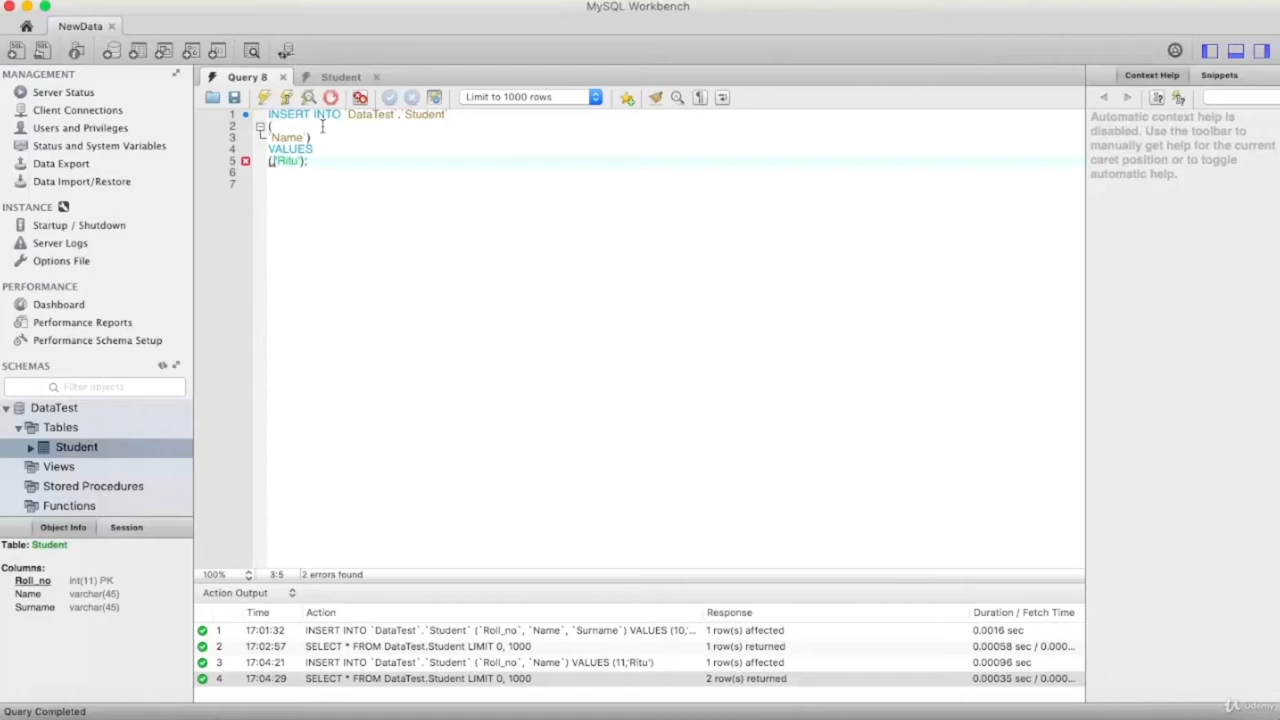 MySQL Workbench
NewData
MANAGEMENT
Server Status
Client Connections
Users and Privileges
Status and System Variables
Data Export
Data Import/Restore
INSTANCE
Startup / Shutdown
Server Logs
Options File
PERFORMANCE
Dashboard
Performance Reports
Performance Schema Setup
SCHEMAS
Filter objects
DataTest
Tables
Student
Views
Stored Procedures
Functions
Object Info Session
Table: Student
Columns:
Roll_no int(11) PK
Name varchar(45)
Surname varchar(45)
Query 8 Student
Limit to 1000 rows
1 INSERT INTO `DataTest`.`Student`
2 (
3 `Name`)
4 VALUES
5 (,'Ritu');
6
7
100% 3:5 2 errors found
Action Output
Time Action Response Duration / Fetch Time
1 17:01:32 INSERT INTO `DataTest`.`Student` (`Roll_no`, `Name`, `Surname`) VALUES (10,'... 1 row(s) affected 0.0016 sec
2 17:02:57 SELECT * FROM DataTest.Student LIMIT 0, 1000 1 row(s) returned 0.00058 sec / 0.000...
3 17:04:21 INSERT INTO `DataTest`.`Student` (`Roll_no`, `Name`) VALUES (11,'Ritu') 1 row(s) affected 0.00096 sec
4 17:04:29 SELECT * FROM DataTest.Student LIMIT 0, 1000 2 row(s) returned 0.00035 sec / 0.000...
Context Help Snippets
Automatic context help is
disabled. Use the toolbar to
manually get help for the current
caret position or to toggle
automatic help.
Query Completed
Udemy